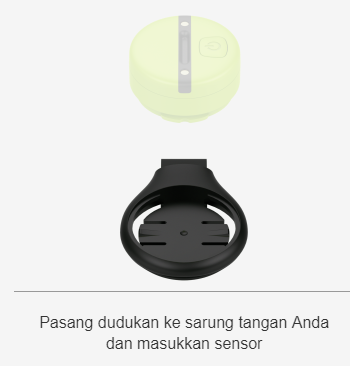 Pasang dudukan ke sarung tangan Anda
dan masukkan sensor